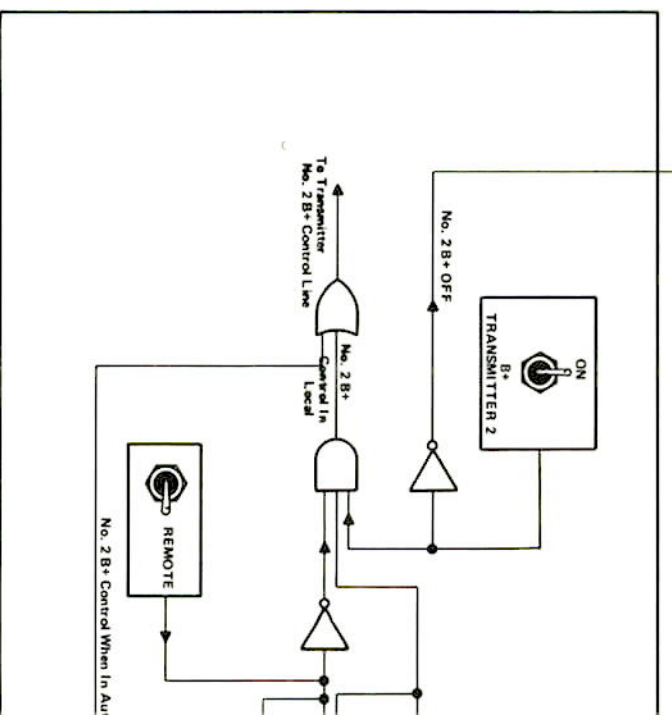 To Transmitter
No. 2 B+ Control Line
No. 2 B+ OFF
ON
B+
TRANSMITTER 2
No. 2 B+
Control In
Local
REMOTE
No. 2 B+ Control When In Aut